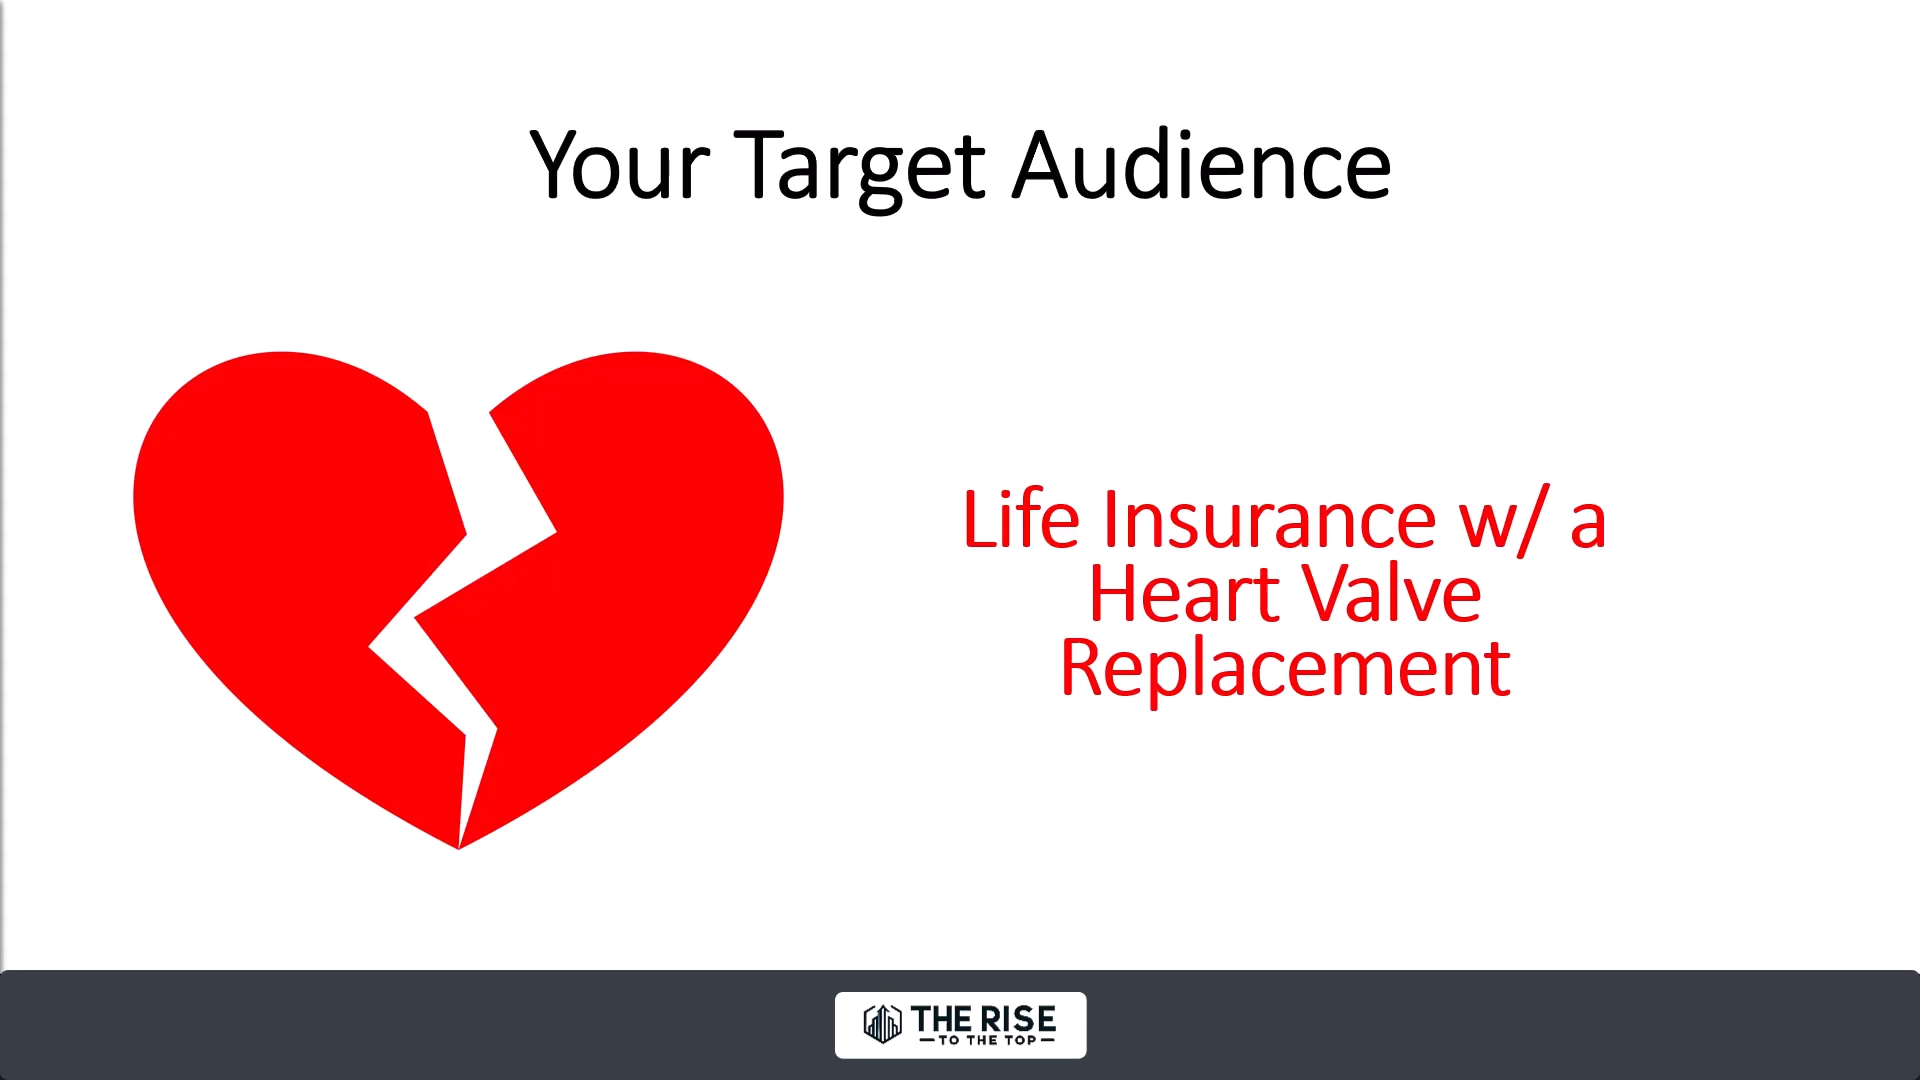 Your Target Audience
Life Insurance w/ a
Heart Valve
Replacement
THE RISE
TO THE TOP